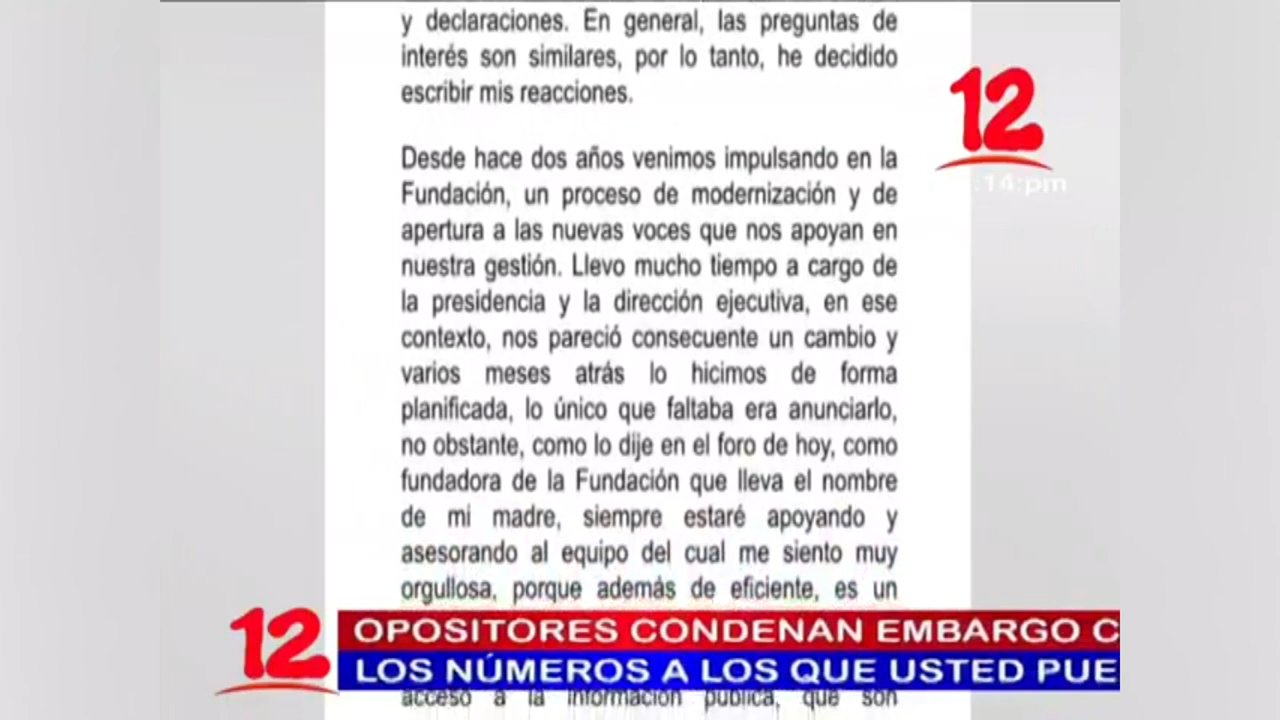 y declaraciones. En general, las preguntas de
interés son similares, por lo tanto, he decidido
escribir mis reacciones.
12
14:pm
Desde hace dos años venimos impulsando en la
Fundación, un proceso de modernización y de
apertura a las nuevas voces que nos apoyan en
nuestra gestión. Llevo mucho tiempo a cargo de
la presidencia y la dirección ejecutiva, en ese
contexto, nos pareció consecuente un cambio y
varios meses atrás lo hicimos de forma
planificada, lo único que faltaba era anunciarlo,
no obstante, como lo dije en el foro de hoy, como
fundadora de la Fundación que lleva el nombre
de mi madre, siempre estaré apoyando y
asesorando al equipo del cual me siento muy
orgullosa, porque además de eficiente, es un
12
OPOSITORES CONDENAN EMBARGO C
LOS NÚMEROS A LOS QUE USTED PUE
acceso a la información pública, que son